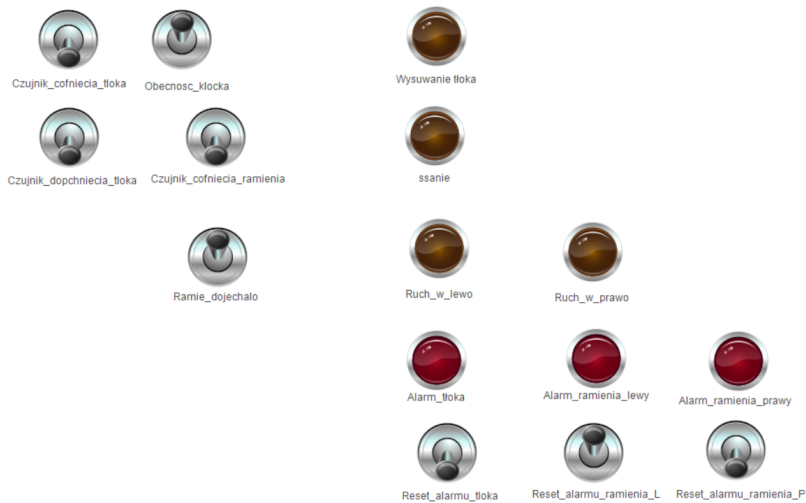 Czujnik_cofniecia_tloka
Obecnosc_klocka
Wysuwanie tłoka
Czujnik_dopchniecia_tloka
Czujnik_cofniecia_ramienia
ssanie
Ramie_dojechalo
Ruch_w_lewo
Ruch_w_prawo
Alarm_tłoka
Alarm_ramienia_lewy
Alarm_ramienia_prawy
Reset_alarmu_tloka
Reset_alarmu_ramienia_L
Reset_alarmu_ramienia_P